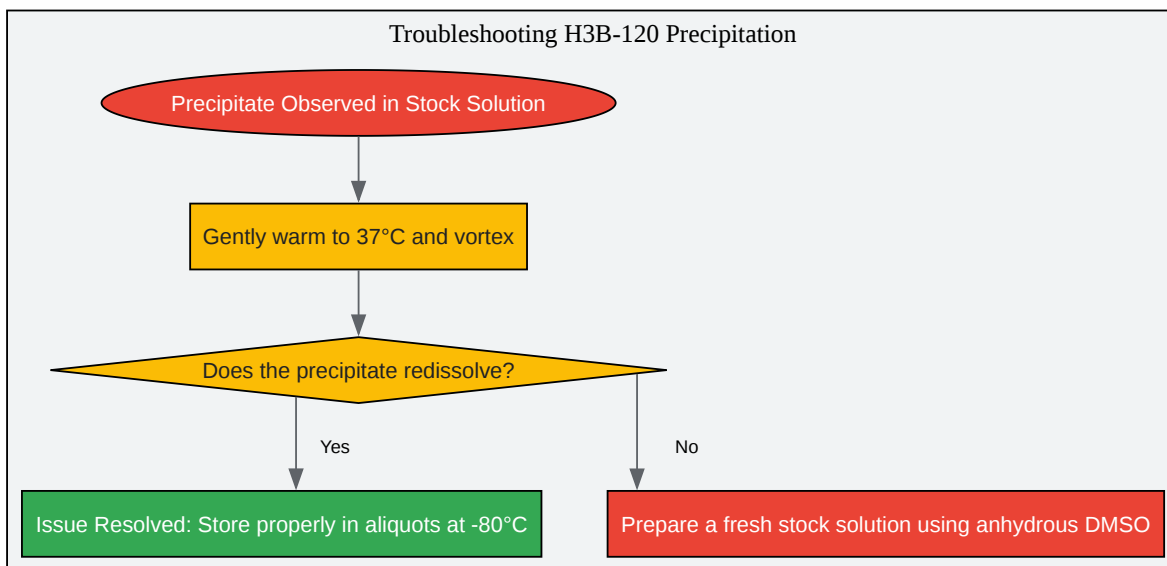 Troubleshooting H3B-120 Precipitation
Precipitate Observed in Stock Solution
Gently warm to 37°C and vortex
Does the precipitate redissolve?
Yes
No
Issue Resolved: Store properly in aliquots at -80°C
Prepare a fresh stock solution using anhydrous DMSO